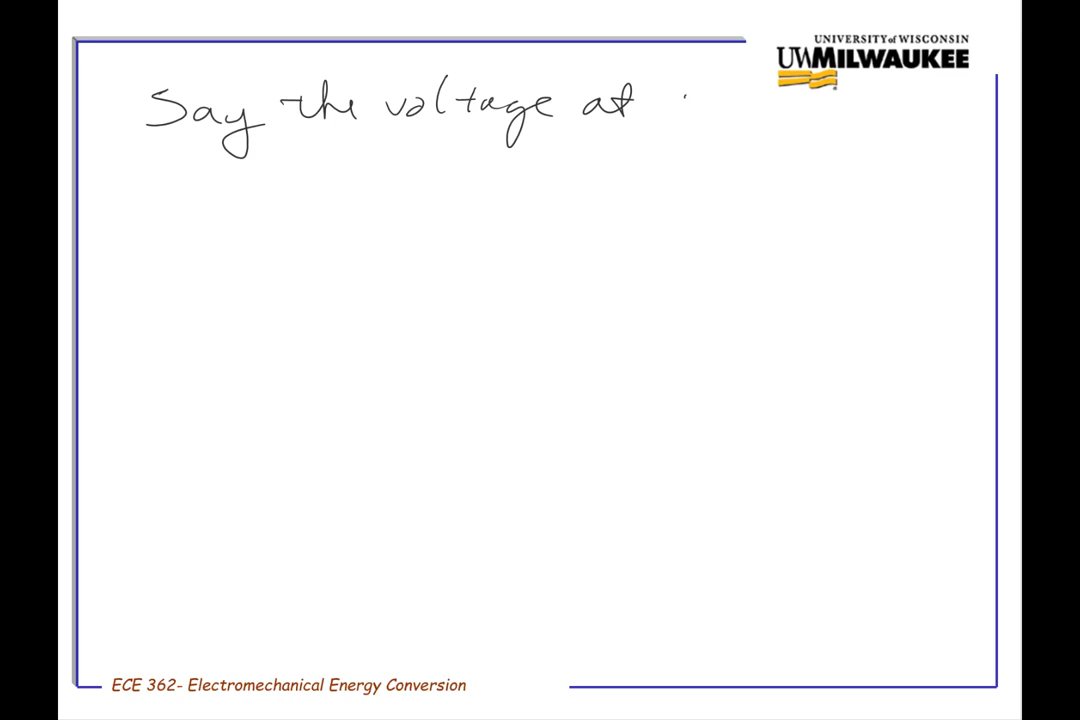 UNIVERSITY of WISCONSIN
UWMILWAUKEE
Say the voltage at
ECE 362- Electromechanical Energy Conversion